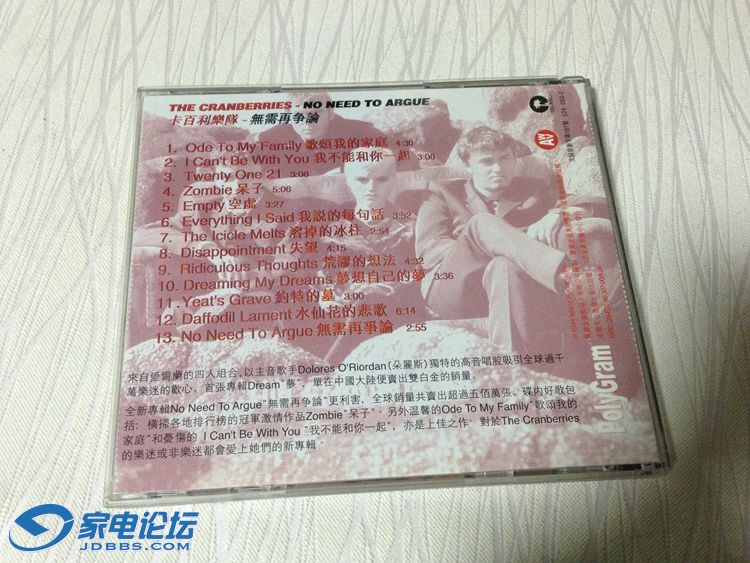 THE CRANBERRIES - NO NEED TO ARGUE
卡百利樂隊 - 無需再争論
1. Ode To My Family 歌頌我的家庭 4:30
2. I Can't Be With You 我不能和你一起 3:08
3. Twenty One 21 3:08
4. Zombie 呆子 5:06
5. Empty 空虛 3:27
6. Everything I Said 我説的每句話 3:52
7. The Icicle Melts 溶掉的冰柱 2:54
8. Disappointment 失望 4:15
9. Ridiculous Thoughts 荒謬的想法 4:32
10. Dreaming My Dreams 夢想自己的夢 3:36
11. Yeat's Grave 約特的墓 3:00
12. Daffodil Lament 水仙花的悲歌 6:14
13. No Need To Argue 無需再爭論 2:55
來自愛爾蘭的四人組合,以主音歌手Dolores O'Riordan(朵麗斯)獨特的高音唱腔吸引全球過千
萬樂迷的歡心。首張專輯Dream"夢",單在中國大陸便賣出雙白金的銷量。
全新專輯No Need To Argue"無需再争論"更利害,全球銷量共賣出超過五佰萬張。碟内好歌包
括: 橫掃各地排行榜的冠軍激情作品Zombie"呆子"。另外温馨的Ode To My Family"歌頌我的
家庭"和憂傷的 I Can't Be With You "我不能和你一起",亦是上佳之作。對於The Cranberries
的樂迷或非樂迷都會愛上她們的新專輯。
PolyGram
家电论坛
JDBBS.COM